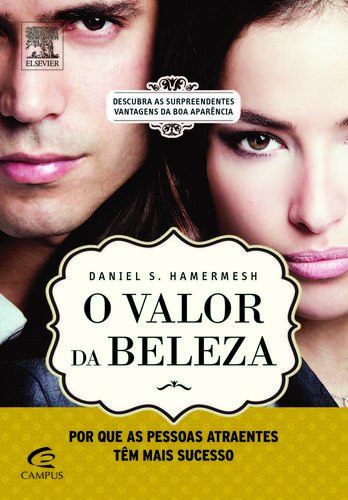 ELSEVIER
DESCUBRA AS SURPREENDENTES
VANTAGENS DA BOA APARÊNCIA
DANIEL S. HAMERMESH
O VALOR
DA BELEZA
POR QUE AS PESSOAS ATRAENTES
TÊM MAIS SUCESSO
CAMPUS